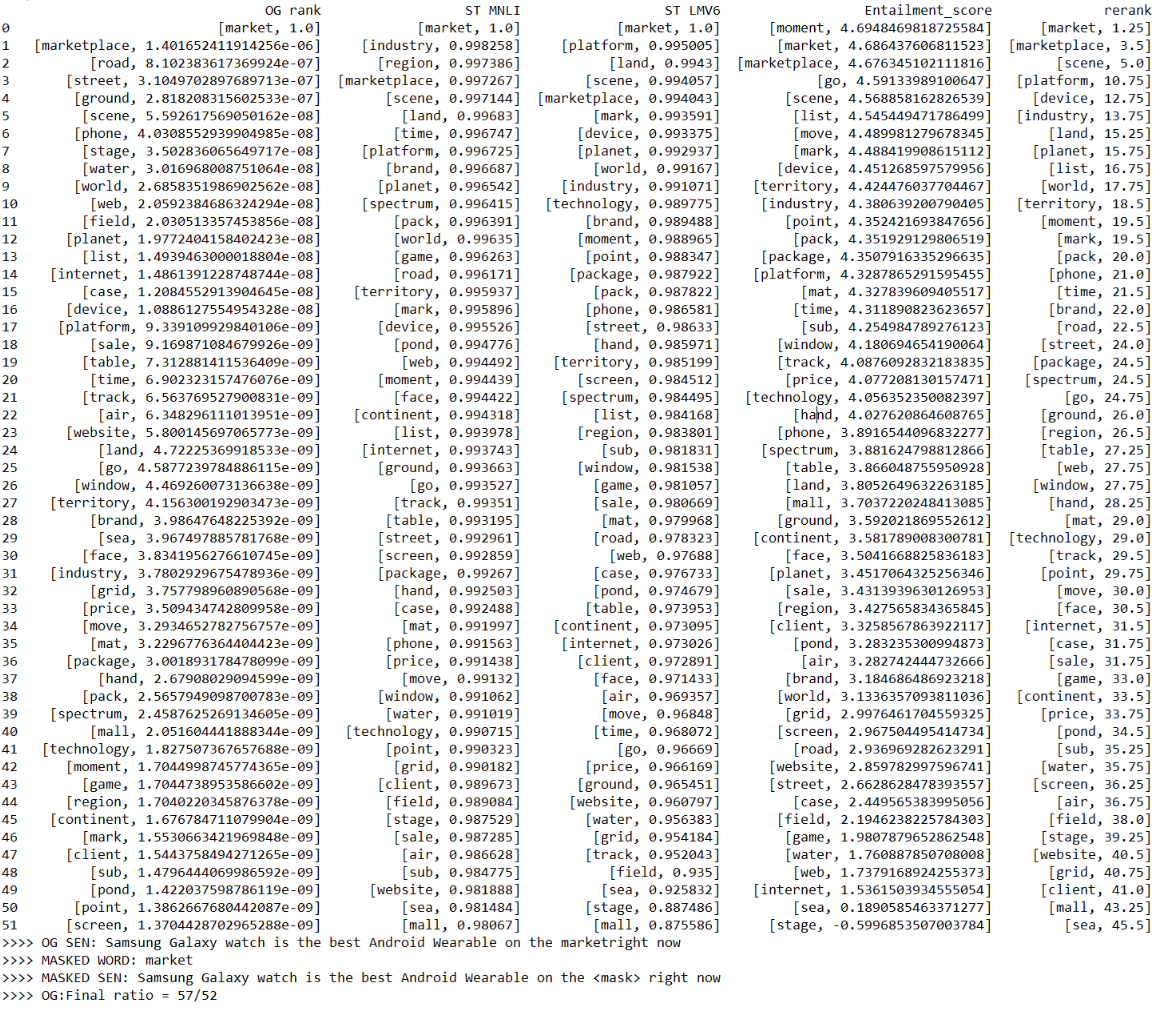 OG rank ST MNLI ST LMV6 Entailment_score rerank
0 [market, 1.0] [market, 1.0] [market, 1.0] [moment, 4.6948469818725584] [market, 1.25]
1 [marketplace, 1.401652411914256e-06] [industry, 0.998258] [platform, 0.995005] [market, 4.686437606811523] [marketplace, 3.5]
2 [road, 8.102383617369924e-07] [region, 0.997386] [land, 0.9943] [marketplace, 4.676345102111816] [scene, 5.0]
3 [street, 3.1049702897689713e-07] [marketplace, 0.997267] [scene, 0.994057] [go, 4.59133989100647] [platform, 10.75]
4 [ground, 2.818208315602533e-07] [scene, 0.997144] [marketplace, 0.994043] [scene, 4.568858162826539] [device, 12.75]
5 [scene, 5.592617569050162e-08] [land, 0.99683] [mark, 0.993591] [list, 4.545449471786499] [industry, 13.75]
6 [phone, 4.0308552939904985e-08] [time, 0.996747] [device, 0.993375] [move, 4.489981279678345] [land, 15.25]
7 [stage, 3.502836065649717e-08] [platform, 0.996725] [planet, 0.992937] [mark, 4.488419908615112] [planet, 15.75]
8 [water, 3.0169680087510​64e-08] [brand, 0.996687] [world, 0.99167] [device, 4.451268597579956] [list, 16.75]
9 [world, 2.6858351986902562e-08] [planet, 0.996542] [industry, 0.991071] [territory, 4.424476037704467] [world, 17.75]
10 [web, 2.0592384686324294e-08] [spectrum, 0.996415] [technology, 0.989775] [industry, 4.380639200790405] [territory, 18.5]
11 [field, 2.030513357453856e-08] [pack, 0.996391] [brand, 0.989488] [point, 4.352421693847656] [moment, 19.5]
12 [planet, 1.9772404158402423e-08] [world, 0.99635] [moment, 0.988965] [pack, 4.351929129806519] [mark, 19.5]
13 [list, 1.4939463000018804e-08] [game, 0.996263] [point, 0.988347] [package, 4.3507916335296635] [pack, 20.0]
14 [internet, 1.4861391228748744e-08] [road, 0.996171] [package, 0.987922] [platform, 4.3287865291595455] [phone, 21.0]
15 [case, 1.2084552913904645e-08] [territory, 0.995937] [pack, 0.987822] [mat, 4.327839609405517] [time, 21.5]
16 [device, 1.0886127554954328e-08] [mark, 0.995896] [phone, 0.986581] [time, 4.311890823623657] [brand, 22.0]
17 [platform, 9.339109929840106e-09] [device, 0.995526] [street, 0.98633] [sub, 4.254984789276123] [road, 22.5]
18 [sale, 9.169871084679926e-09] [pond, 0.994776] [hand, 0.985971] [window, 4.180694654190064] [street, 24.0]
19 [table, 7.312881411536409e-09] [web, 0.994492] [territory, 0.985199] [track, 4.0876092832183835] [package, 24.5]
20 [time, 6.902323157476076e-09] [moment, 0.994439] [screen, 0.984512] [price, 4.077208130157471] [spectrum, 24.5]
21 [track, 6.563769527900831e-09] [face, 0.994422] [spectrum, 0.984495] [technology, 4.056352350082397] [go, 24.75]
22 [air, 6.348296111013951e-09] [continent, 0.994318] [list, 0.984168] [hand, 4.027620864608765] [ground, 26.0]
23 [website, 5.800145697065773e-09] [list, 0.993978] [region, 0.983801] [phone, 3.8916544096832277] [region, 26.5]
24 [land, 4.72225369918533e-09] [internet, 0.993743] [sub, 0.981831] [spectrum, 3.881624798812866] [table, 27.25]
25 [go, 4.5877239784886115e-09] [ground, 0.993663] [window, 0.981538] [table, 3.866048755950928] [web, 27.75]
26 [window, 4.4692600731366​38e-09] [go, 0.993527] [game, 0.981057] [land, 3.8052649632263185] [window, 27.75]
27 [territory, 4.156300192903473e-09] [track, 0.99351] [sale, 0.980669] [mall, 3.7037220248413085] [hand, 28.25]
28 [brand, 3.98647648225392e-09] [table, 0.993195] [mat, 0.979968] [ground, 3.592021869552612] [mat, 29.0]
29 [sea, 3.967497885781768e-09] [street, 0.992961] [road, 0.978323] [continent, 3.581789008300781] [technology, 29.0]
30 [face, 3.8341956276610745e-09] [screen, 0.992859] [web, 0.97688] [face, 3.5041668825836183] [track, 29.5]
31 [industry, 3.7802929675478936e-09] [package, 0.99267] [case, 0.976733] [planet, 3.4517064325256346] [point, 29.75]
32 [grid, 3.757798960890568e-09] [hand, 0.992503] [pond, 0.974679] [sale, 3.4313939630126953] [move, 30.0]
33 [price, 3.509434742809958e-09] [case, 0.992488] [table, 0.973953] [region, 3.427565834365845] [face, 30.5]
34 [move, 3.2934652782756757e-09] [mat, 0.991997] [continent, 0.973095] [client, 3.3258567863922117] [internet, 31.5]
35 [mat, 3.2296776364404423e-09] [phone, 0.991563] [internet, 0.973026] [pond, 3.283235300994873] [case, 31.75]
36 [package, 3.001893178478099e-09] [price, 0.991438] [client, 0.972891] [air, 3.282742444732666] [sale, 31.75]
37 [hand, 2.67908029094599e-09] [move, 0.99132] [face, 0.971433] [brand, 3.184686486923218] [game, 33.0]
38 [pack, 2.5657949098700783e-09] [window, 0.991062] [air, 0.969357] [world, 3.1336357093811036] [continent, 33.5]
39 [spectrum, 2.4587625269134605e-09] [water, 0.991019] [move, 0.96848] [grid, 2.9976461704559325] [price, 33.75]
40 [mall, 2.051604441888344e-09] [technology, 0.990715] [time, 0.968072] [screen, 2.967504495414734] [pond, 34.5]
41 [technology, 1.8275073676576​88e-09] [point, 0.990323] [go, 0.96669] [road, 2.936969282623291] [sub, 35.25]
42 [moment, 1.7044998745774365e-09] [grid, 0.990182] [price, 0.966169] [website, 2.859782997596741] [water, 35.75]
43 [game, 1.7044738953586602e-09] [client, 0.989673] [ground, 0.965451] [street, 2.6628628478393557] [screen, 36.25]
44 [region, 1.7040220345876378e-09] [field, 0.989084] [website, 0.960797] [case, 2.449565383995056] [air, 36.75]
45 [continent, 1.676784711079904e-09] [stage, 0.987529] [water, 0.956383] [field, 2.1946238225784303] [field, 38.0]
46 [mark, 1.5530663421969848e-09] [sale, 0.987285] [grid, 0.954184] [game, 1.9807879652862548] [stage, 39.25]
47 [client, 1.5443758494271265e-09] [air, 0.986628] [track, 0.952043] [water, 1.760887850708008] [website, 40.5]
48 [sub, 1.4796444069986592e-09] [sub, 0.984775] [field, 0.935] [web, 1.7379168924255373] [grid, 40.75]
49 [pond, 1.422037598786119e-09] [website, 0.981888] [sea, 0.925832] [internet, 1.5361503934555054] [client, 41.0]
50 [point, 1.3862667680442087e-09] [sea, 0.981484] [stage, 0.887486] [sea, 0.1890585463371277] [mall, 43.25]
51 [screen, 1.3704428702965288e-09] [mall, 0.98067] [mall, 0.875586] [stage, -0.5996853507003784] [sea, 45.5]
>>>> OG SEN: Samsung Galaxy watch is the best Android Wearable on the marketright now
>>>> MASKED WORD: market
>>>> MASKED SEN: Samsung Galaxy watch is the best Android Wearable on the <mask> right now
>>>> OG:Final ratio = 57/52